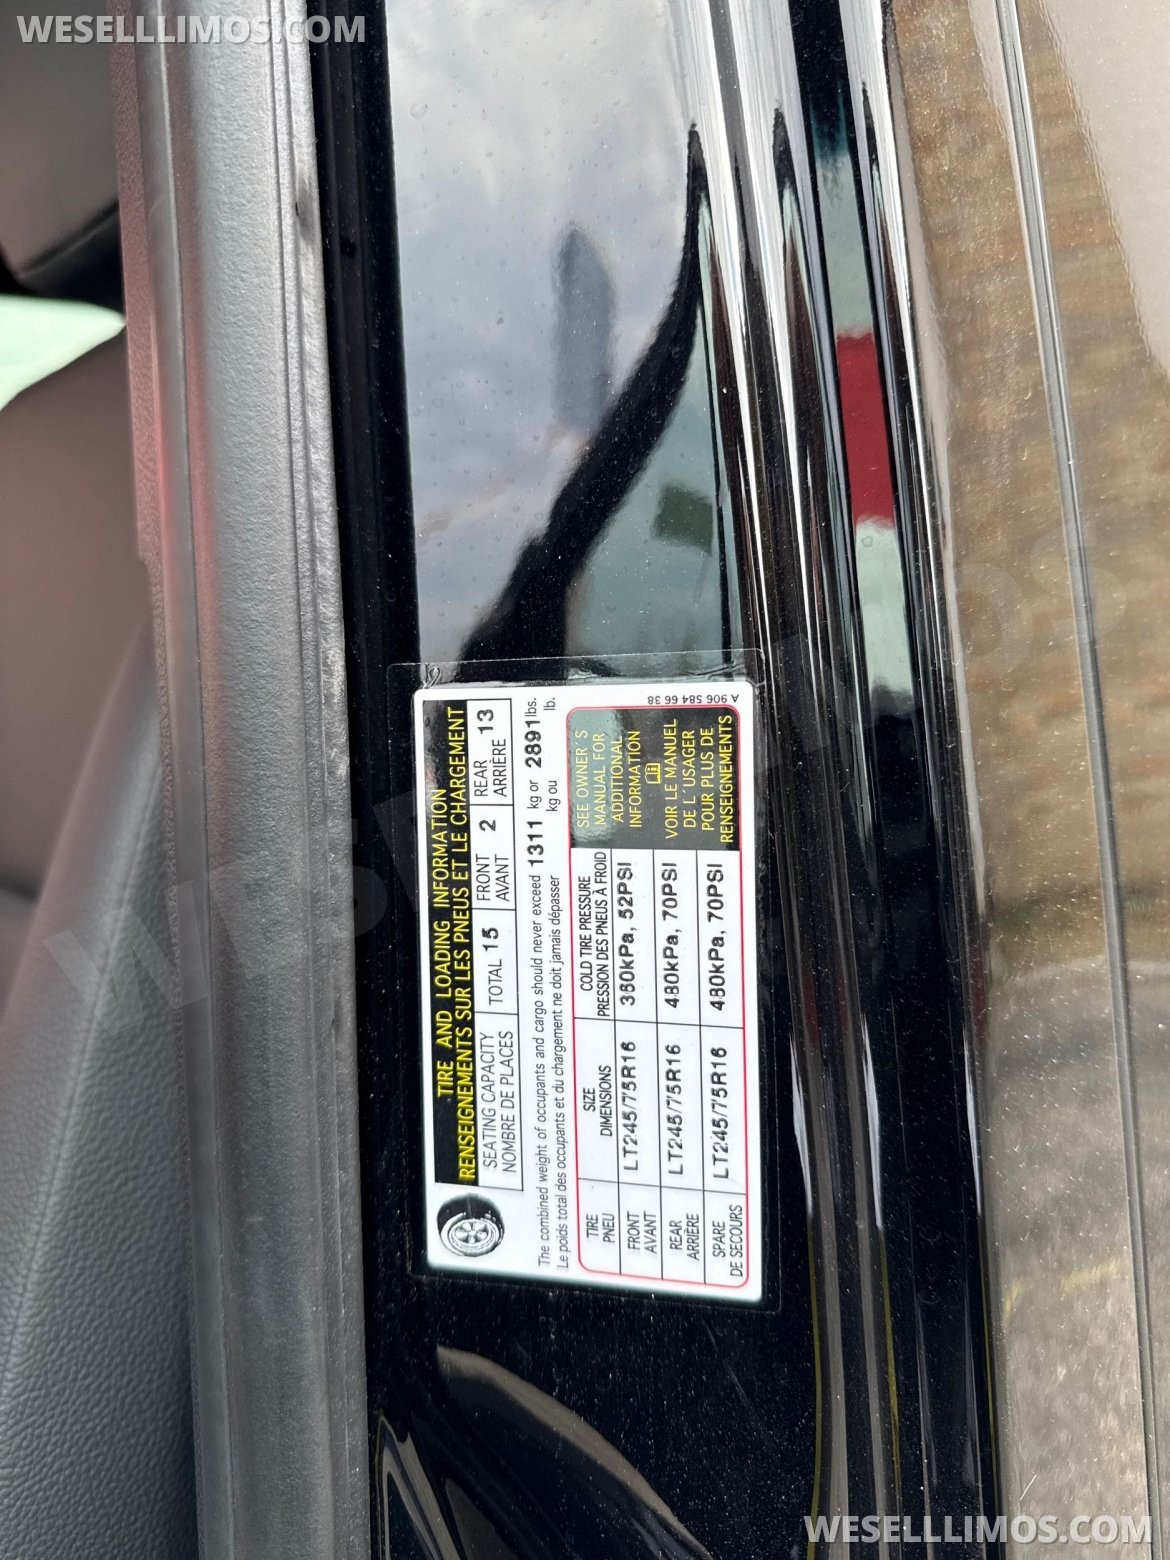 WESELLLIMOS.COM
TIRE AND LOADING INFORMATION
RENSEIGNEMENTS SUR LES PNEUS ET LE CHARGEMENT
SEATING CAPACITY
NOMBRE DE PLACES
TOTAL 15
FRONT
AVANT 2
REAR
ARRIÈRE 13
The combined weight of occupants and cargo should never exceed 1311 kg or 2891 lbs.
Le poids total des occupants et du chargement ne doit jamais dépasser kg ou lb.
TIRE
PNEU
SIZE
DIMENSIONS
COLD TIRE PRESSURE
PRESSION DES PNEUS À FROID
FRONT
AVANT
LT245/75R16
360kPa, 52PSI
REAR
ARRIÈRE
LT245/75R16
480kPa, 70PSI
SPARE
DE SECOURS
LT245/75R16
480kPa, 70PSI
SEE OWNER'S
MANUAL FOR
ADDITIONAL
INFORMATION
VOIR LE MANUEL
DE L'USAGER
POUR PLUS DE
RENSEIGNEMENTS
A 906 584 66 38
WESELLLIMOS.COM